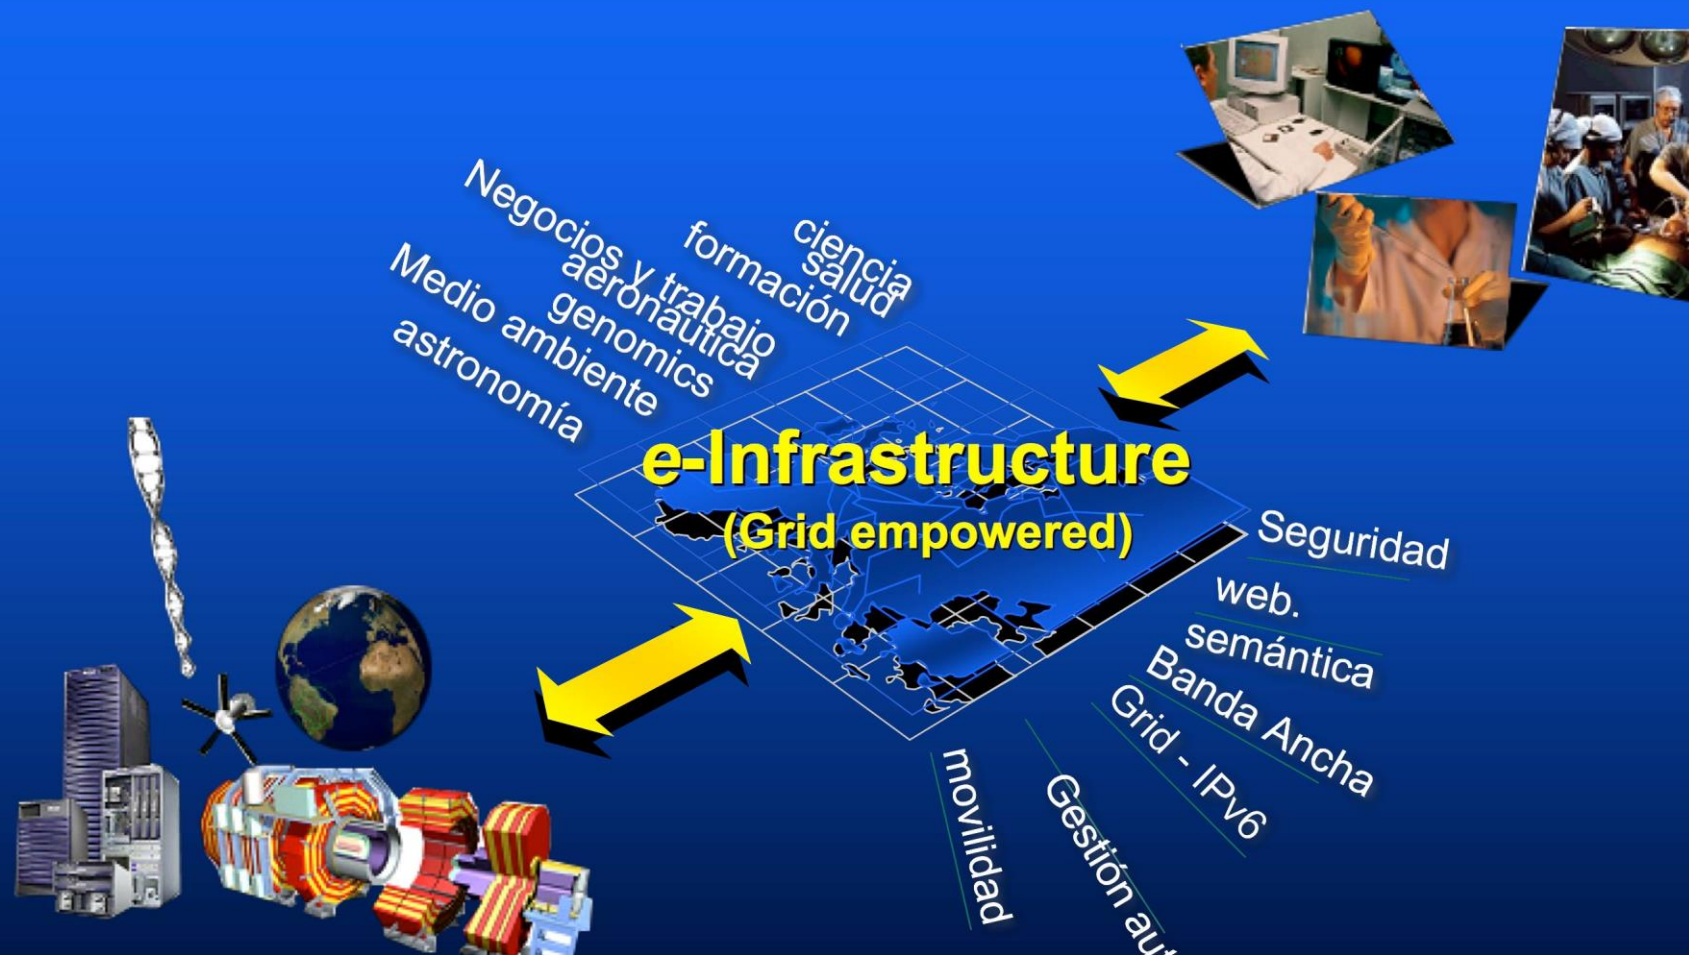 ciencia
salud
formación
Negocios y trabajo
aeronáutica
genomics
Medio ambiente
astronomía
e-Infrastructure
(Grid empowered)
Seguridad
web.
semántica
Banda Ancha
Grid - IPv6
Gestión aut
movilidad